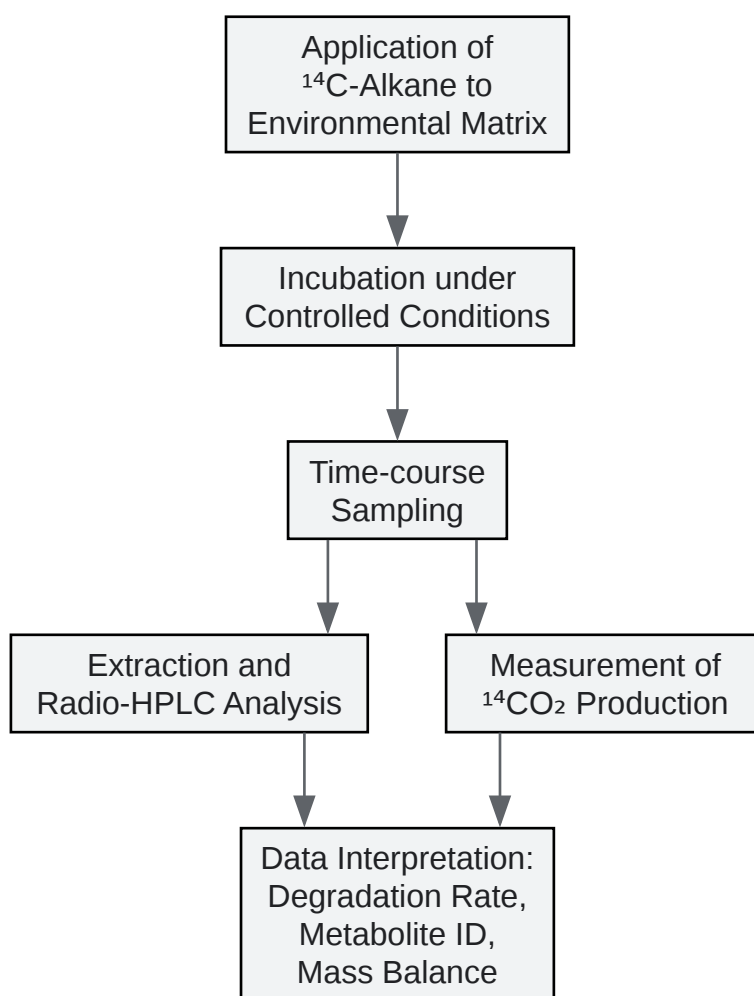 Application of
¹⁴C-Alkane to
Environmental Matrix
Incubation under
Controlled Conditions
Time-course
Sampling
Extraction and
Radio-HPLC Analysis
Measurement of
¹⁴CO₂ Production
Data Interpretation:
Degradation Rate,
Metabolite ID,
Mass Balance